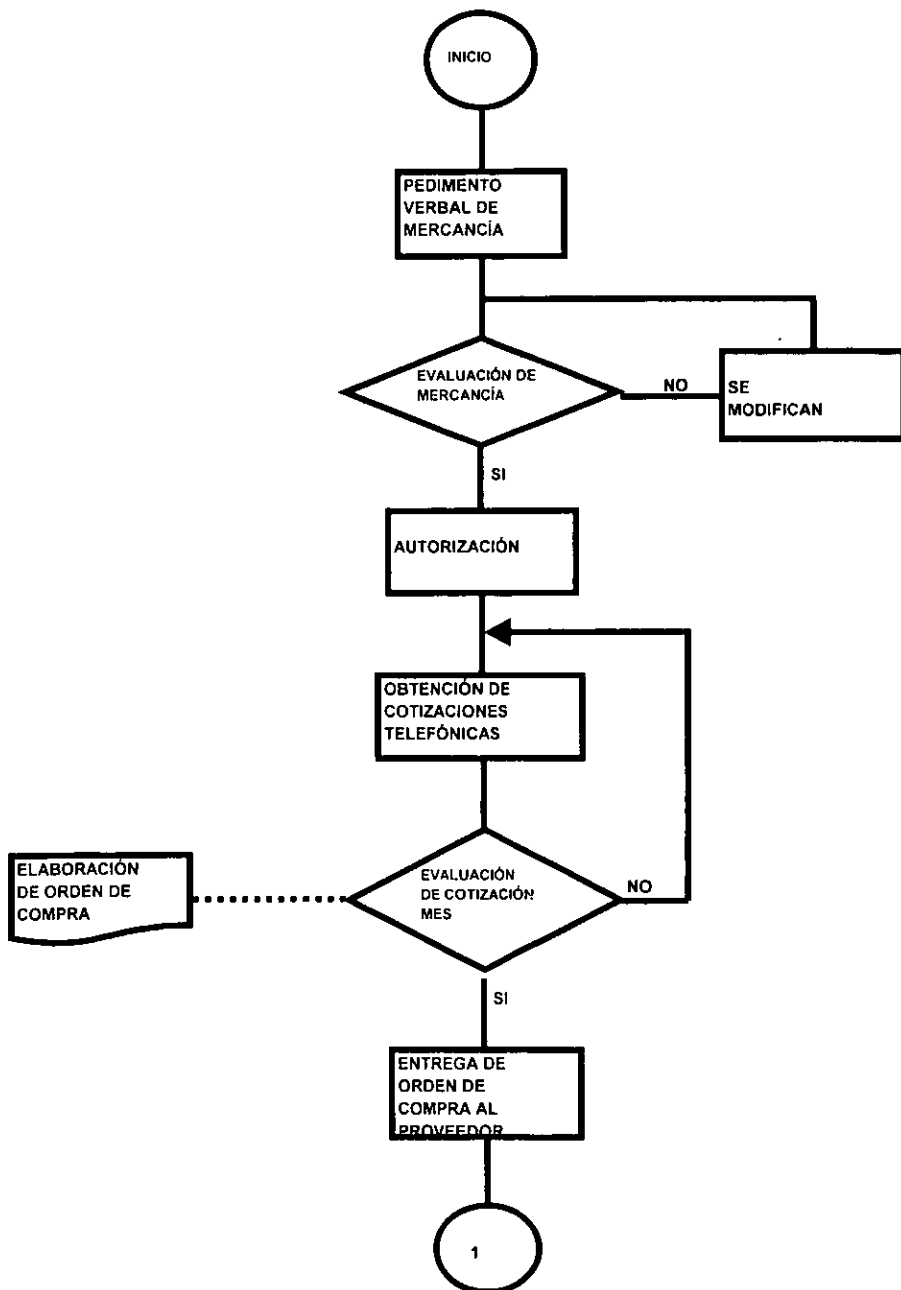 INICIO
PEDIMENTO
VERBAL DE
MERCANCÍA
EVALUACIÓN DE
MERCANCÍA
NO
SE
MODIFICAN
SI
AUTORIZACIÓN
OBTENCIÓN DE
COTIZACIONES
TELEFÓNICAS
ELABORACIÓN
DE ORDEN DE
COMPRA
EVALUACIÓN
DE COTIZACIÓN
MES
NO
SI
ENTREGA DE
ORDEN DE
COMPRA AL
PROVEEDOR
1